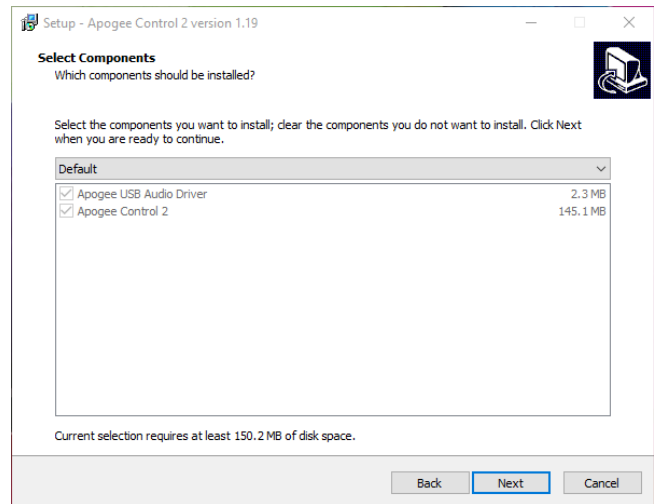 Setup - Apogee Control 2 version 1.19
Select Components
Which components should be installed?
Select the components you want to install; clear the components you do not want to install. Click Next
when you are ready to continue.
Default
Apogee USB Audio Driver 2.3 MB
Apogee Control 2 145.1 MB
Current selection requires at least 150.2 MB of disk space.
Back Next Cancel